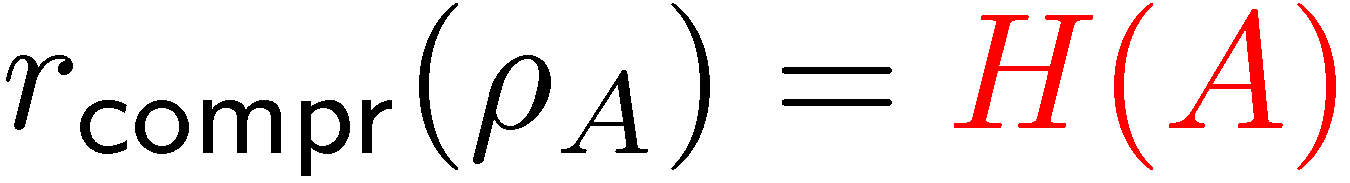 r_compr(ρ_A) = H(A)